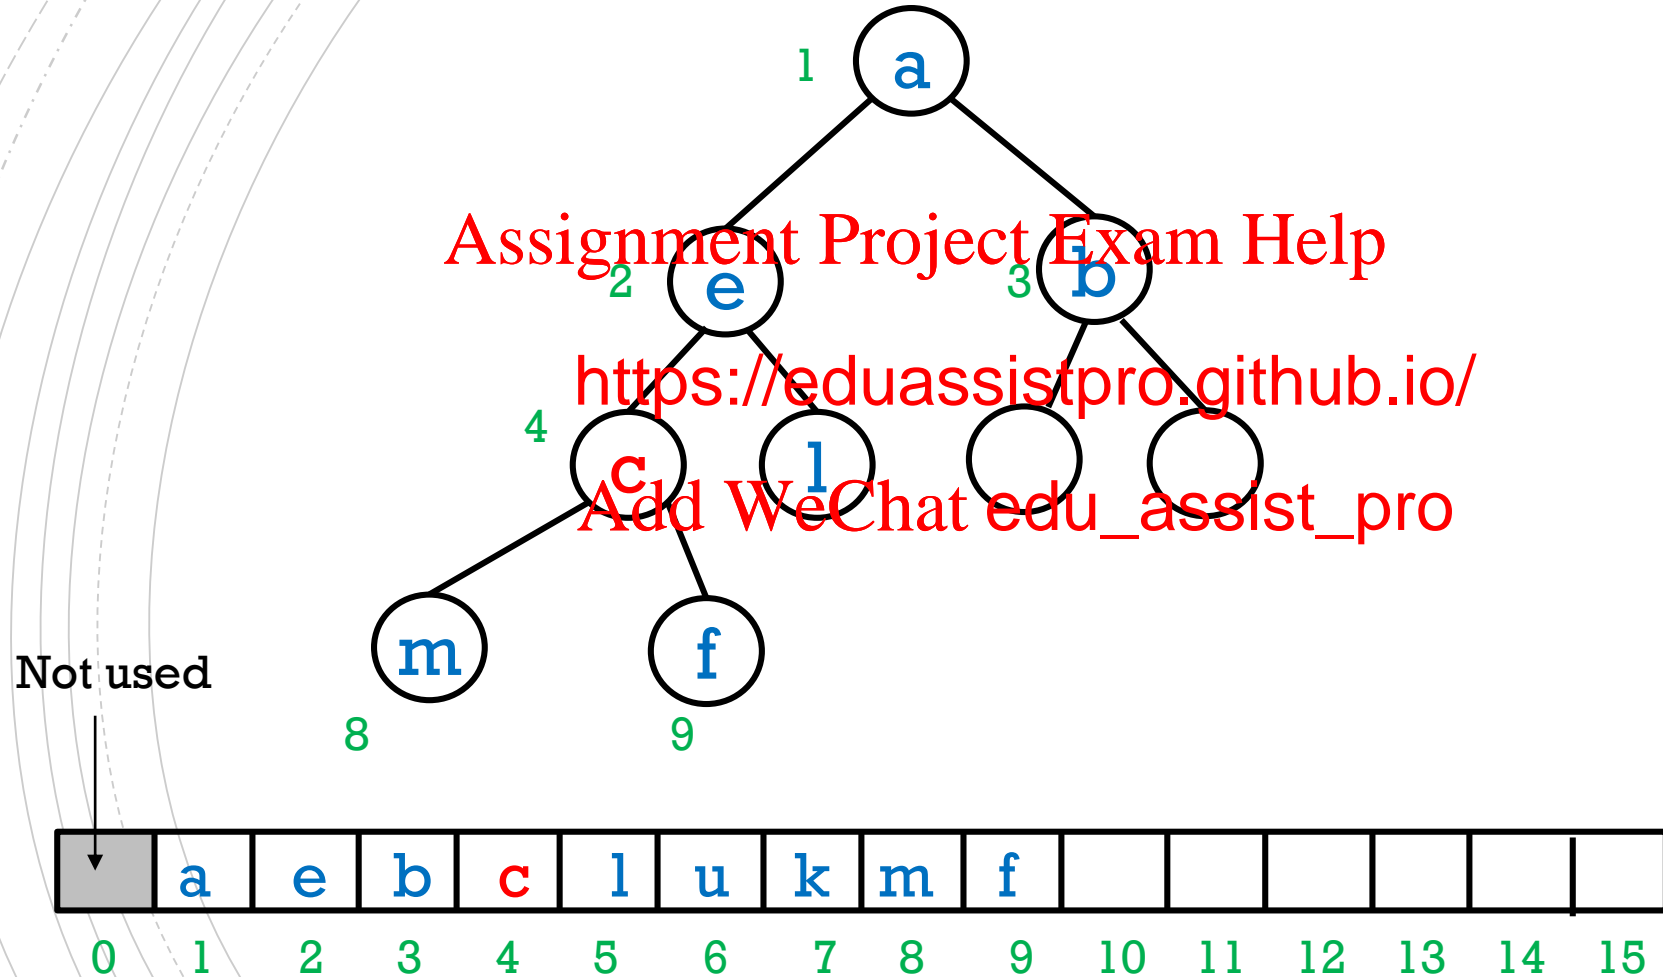 1 a
Assignment Project Exam Help
2 e 3 b
https://eduassistpro.github.io/
4 c l
Add WeChat edu_assist_pro
m f
Not used
8 9
a e b c l u k m f
0 1 2 3 4 5 6 7 8 9 10 11 12 13 14 15